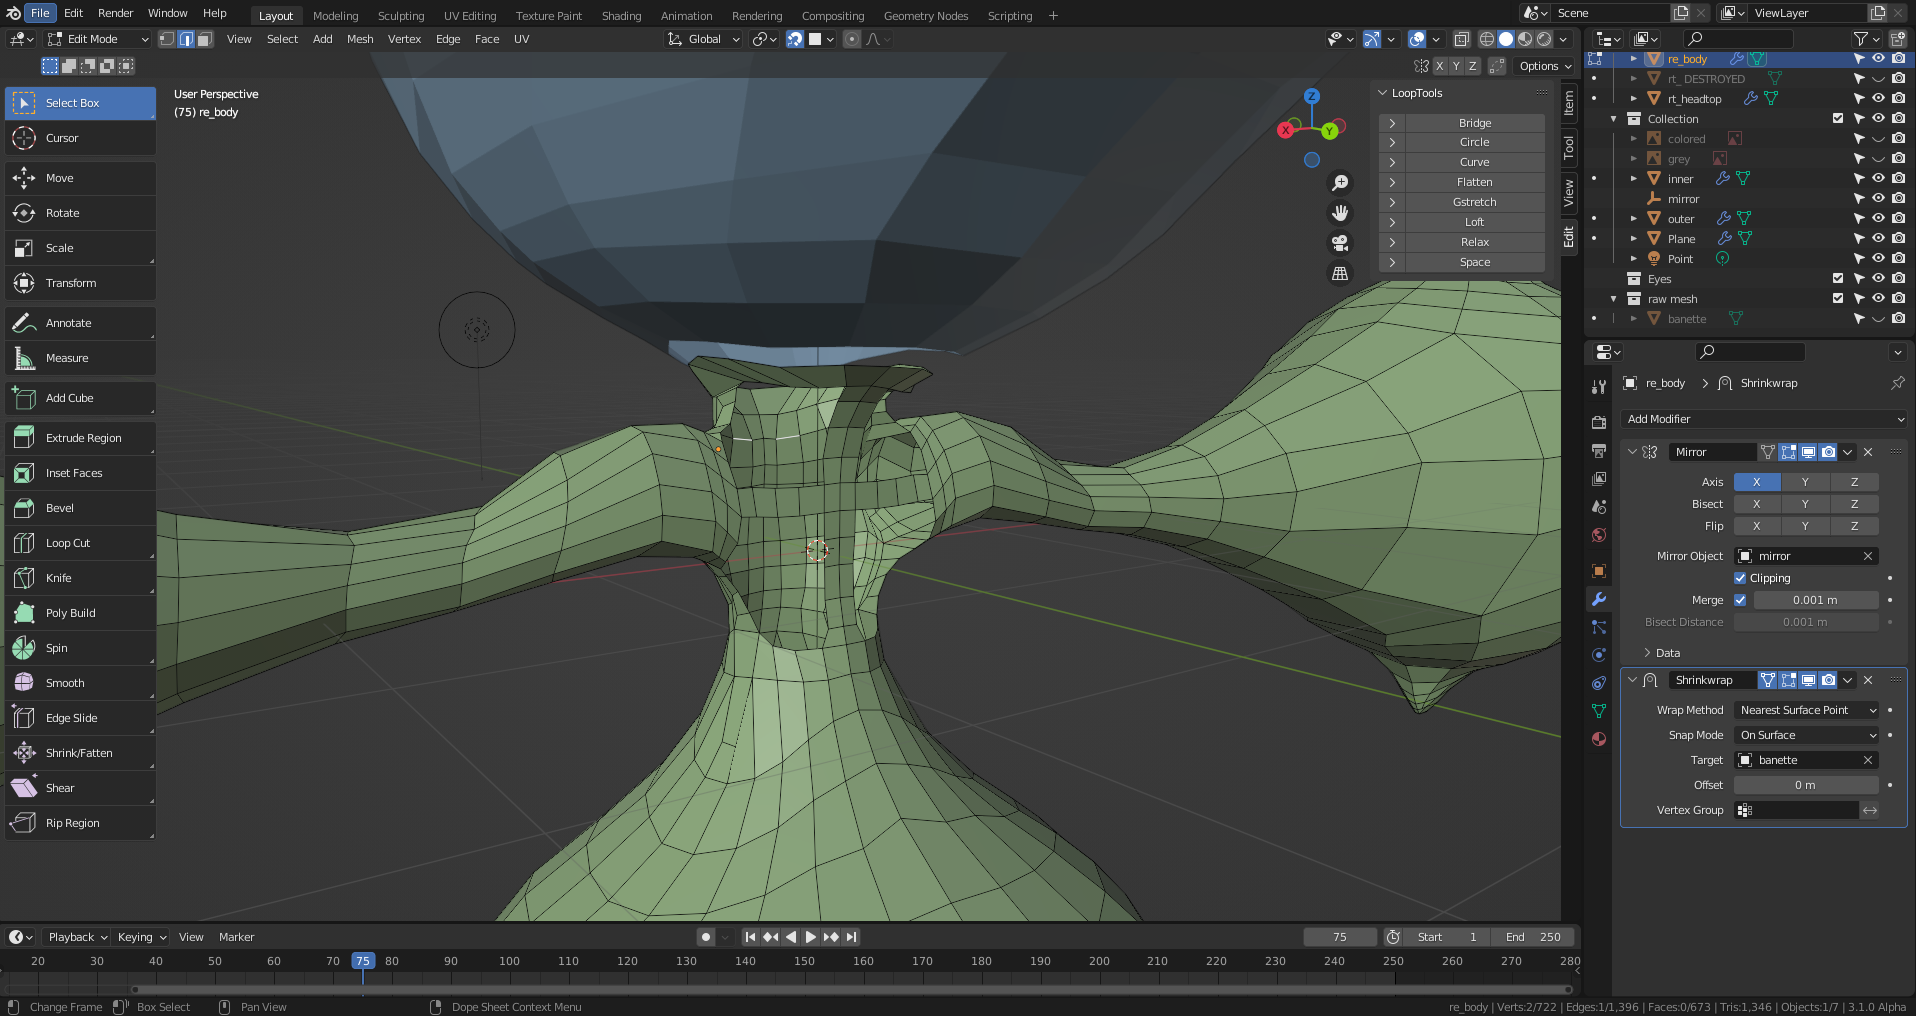 File Edit Render Window Help Layout Modeling Sculpting UV Editing Texture Paint Shading Animation Rendering Compositing Geometry Nodes Scripting + Scene ViewLayer
Edit Mode View Select Add Mesh Vertex Edge Face UV Global
X Y Z Options
User Perspective
(75) re_body
Select Box
Cursor
Move
Rotate
Scale
Transform
Annotate
Measure
Add Cube
Extrude Region
Inset Faces
Bevel
Loop Cut
Knife
Poly Build
Spin
Smooth
Edge Slide
Shrink/Fatten
Shear
Rip Region
Z
X
Y
LoopTools
Bridge
Circle
Curve
Flatten
Gstretch
Loft
Relax
Space
Item
Tool
View
Edit
re_body
rt_DESTROYED
rt_headtop
Collection
colored
grey
inner
mirror
outer
Plane
Point
Eyes
raw mesh
banette
re_body Shrinkwrap
Add Modifier
Mirror
Axis X Y Z
Bisect X Y Z
Flip X Y Z
Mirror Object mirror
Clipping
Merge 0.001 m
Bisect Distance 0.001 m
Data
Shrinkwrap
Wrap Method Nearest Surface Point
Snap Mode On Surface
Target banette
Offset 0 m
Vertex Group
Playback Keying View Marker 75 Start 1 End 250
20 30 40 50 60 70 75 80 90 100 110 120 130 140 150 160 170 180 190 200 210 220 230 240 250 260 270 280
Change Frame Box Select Pan View Dope Sheet Context Menu re_body | Verts:2/722 | Edges:1/1,396 | Faces:0/673 | Tris:1,346 | Objects:1/7 | 3.1.0 Alpha